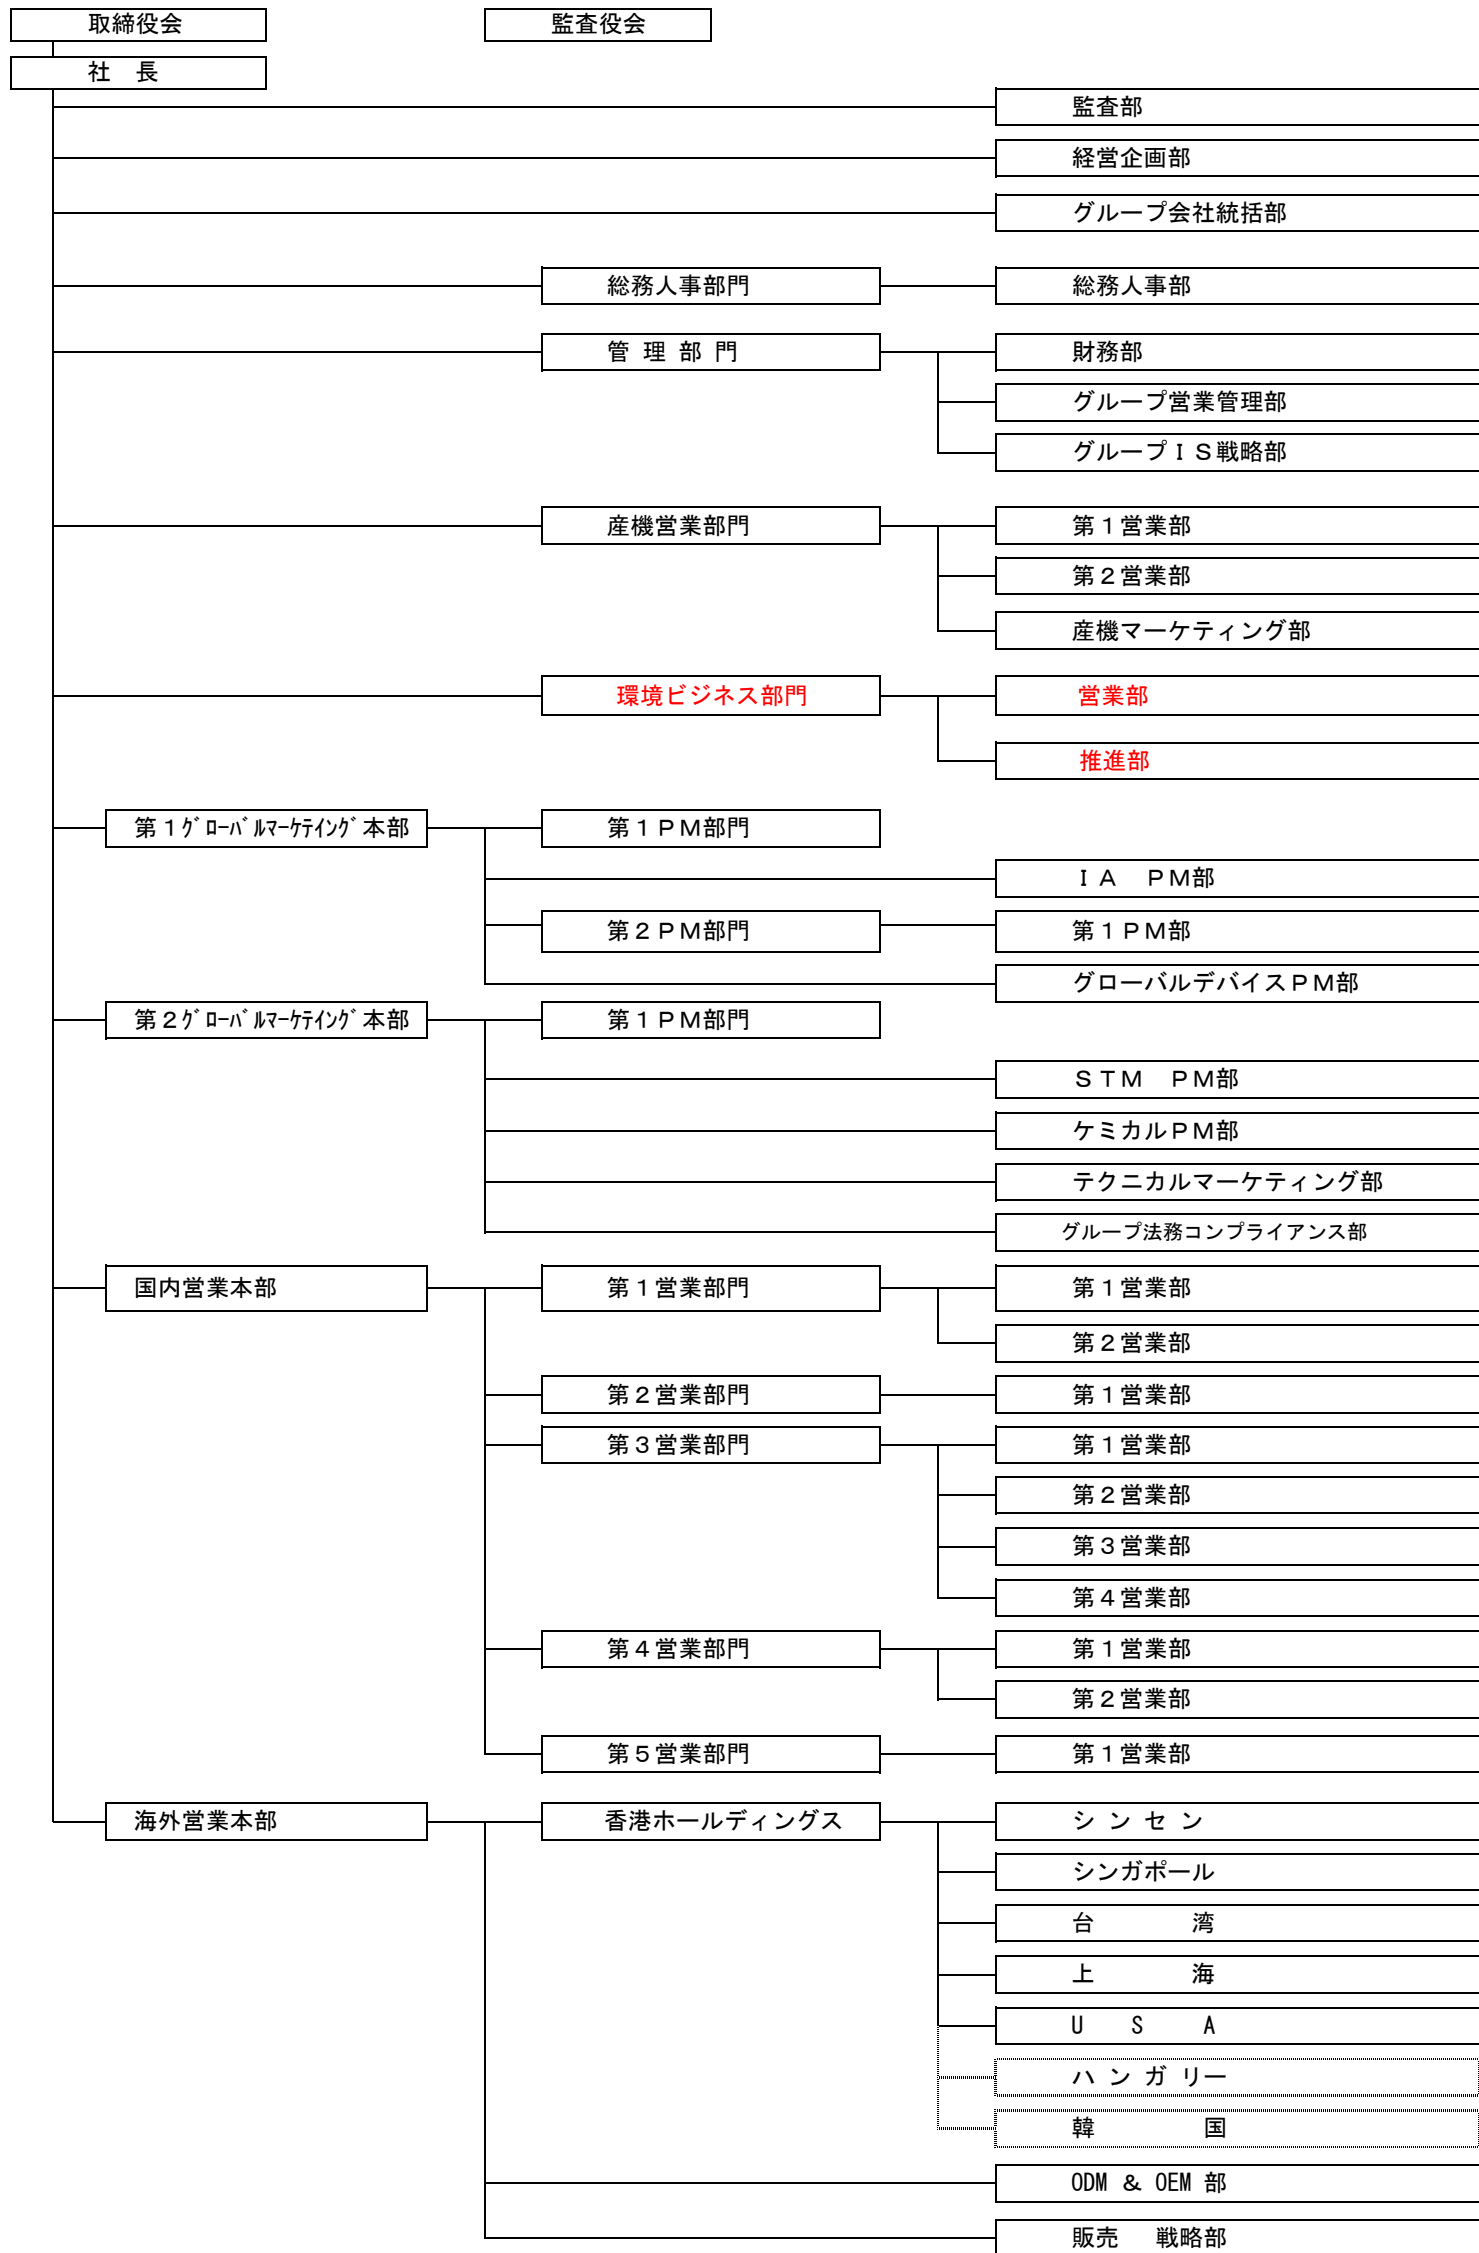 取締役会　監査役会
社　長
監査部
経営企画部
グループ会社統括部
総務人事部門　総務人事部
管 理 部 門　財務部
グループ営業管理部
グループＩＳ戦略部
産機営業部門　第１営業部
第２営業部
産機マーケティング部
環境ビジネス部門　営業部
推進部
第１ｸﾞﾛｰﾊﾞﾙﾏｰｹﾃｲﾝｸﾞ本部　第１ＰＭ部門
ＩＡ　ＰＭ部
第２ＰＭ部門　第１ＰＭ部
グローバルデバイスＰＭ部
第２ｸﾞﾛｰﾊﾞﾙﾏｰｹﾃｲﾝｸﾞ本部　第１ＰＭ部門
ＳＴＭ　ＰＭ部
ケミカルＰＭ部
テクニカルマーケティング部
グループ法務コンプライアンス部
国内営業本部　第１営業部門　第１営業部
第２営業部
第２営業部門　第１営業部
第３営業部門　第１営業部
第２営業部
第３営業部
第４営業部
第４営業部門　第１営業部
第２営業部
第５営業部門　第１営業部
海外営業本部　香港ホールディングス　シ ン セ ン
シンガポール
台　　　　湾
上　　　　海
U　　S　　 A
ハ ン ガ リー
韓　　　　 国
ODM ＆ OEM 部
販売　 戦略部